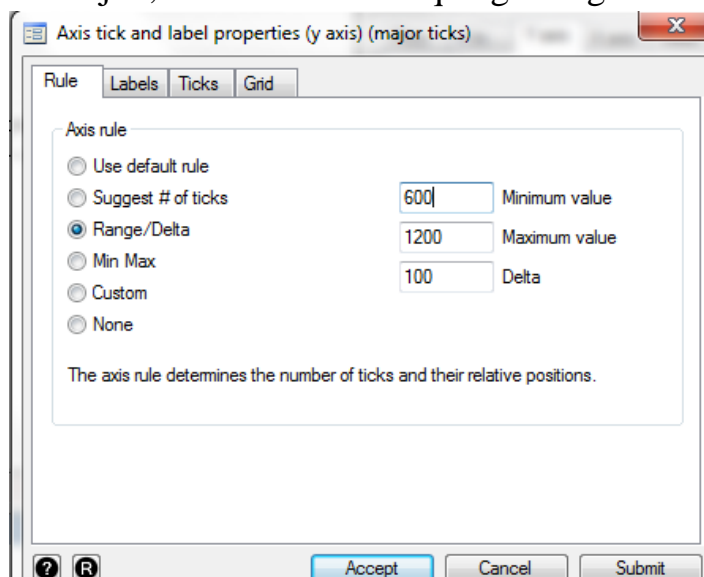 Axis tick and label properties (y axis) (major ticks)
Rule Labels Ticks Grid
Axis rule
Use default rule
Suggest # of ticks 600 Minimum value
Range/Delta 1200 Maximum value
Min Max 100 Delta
Custom
None
The axis rule determines the number of ticks and their relative positions.
? R Accept Cancel Submit